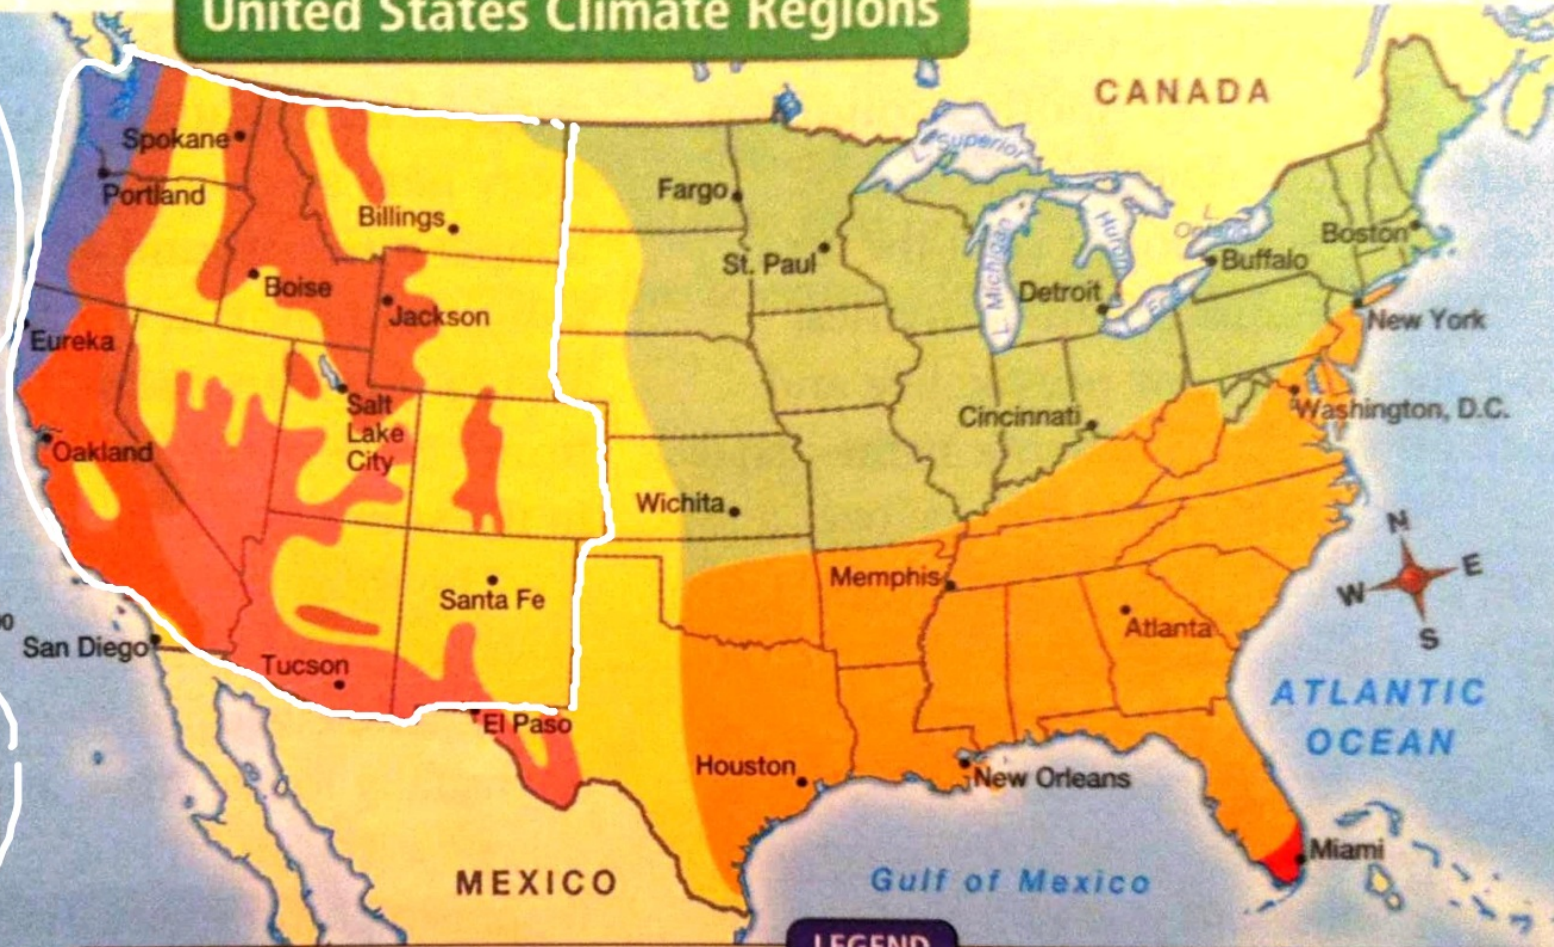 United States Climate Regions
CANADA
L. Superior
Spokane
Portland
Fargo
Billings
L. Michigan
Huron
L.
Ontario
Boston
St. Paul
Buffalo
Boise
Detroit
Jackson
New York
Eureka
Salt
Lake
City
Cincinnati
Washington, D.C.
Oakland
Wichita
N
E
W
S
Memphis
Santa Fe
00
San Diego
Atlanta
Tucson
ATLANTIC
OCEAN
El Paso
Houston
New Orleans
Miami
MEXICO
Gulf of Mexico
LEGEND